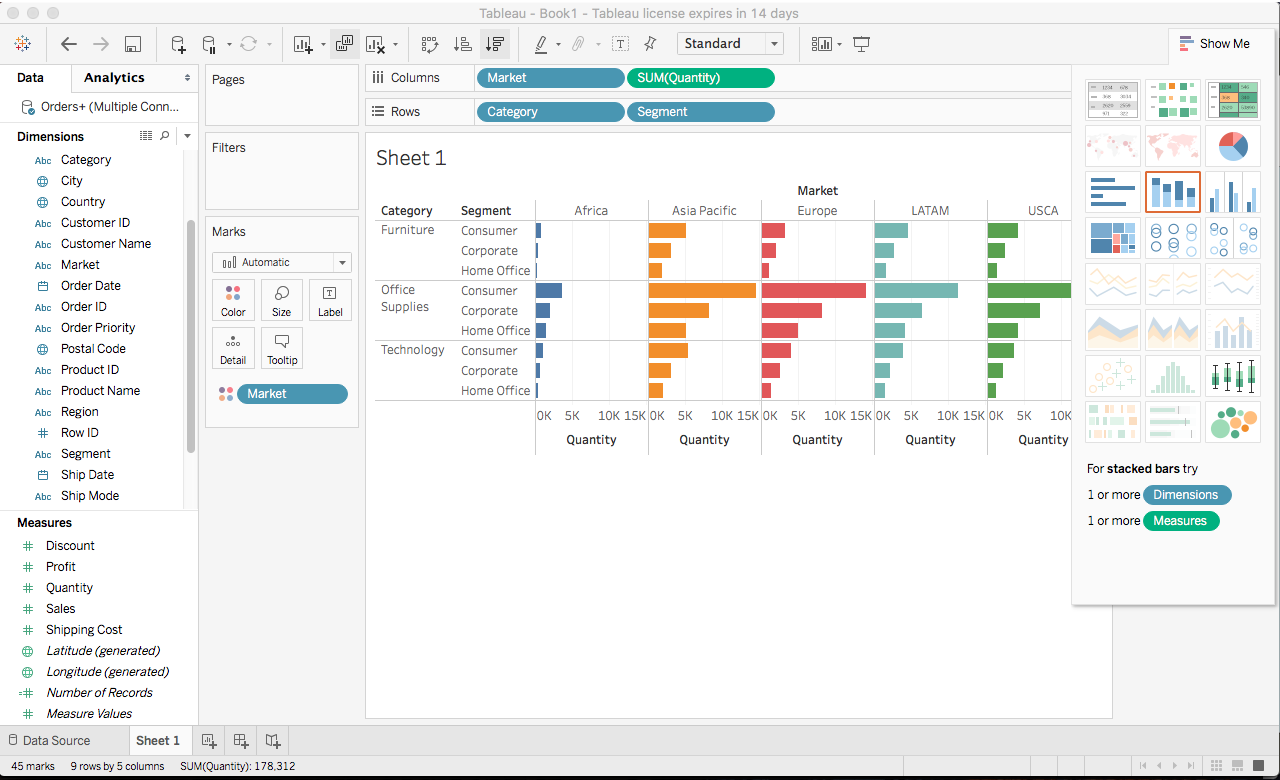 Tableau - Book1 - Tableau license expires in 14 days
Standard
Show Me
Data
Analytics
Orders+ (Multiple Conn...
Dimensions
Abc Category
City
Country
Abc Customer ID
Abc Customer Name
Abc Market
Order Date
Abc Order ID
Abc Order Priority
Postal Code
Abc Product ID
Abc Product Name
Abc Region
Row ID
Abc Segment
Ship Date
Abc Ship Mode
Measures
Discount
Profit
Quantity
Sales
Shipping Cost
Latitude (generated)
Longitude (generated)
Number of Records
Measure Values
Pages
Filters
Marks
Automatic
Color Size Label
Detail Tooltip
Market
Columns Market SUM(Quantity)
Rows Category Segment
Sheet 1
Market
Category Segment Africa Asia Pacific Europe LATAM USCA
Furniture Consumer
Corporate
Home Office
Office Supplies Consumer
Corporate
Home Office
Technology Consumer
Corporate
Home Office
0K 5K 10K 15K 0K 5K 10K 15K 0K 5K 10K 15K 0K 5K 10K 15K 0K 5K 10K
Quantity Quantity Quantity Quantity Quantity
For stacked bars try
1 or more Dimensions
1 or more Measures
Data Source
Sheet 1
45 marks 9 rows by 5 columns SUM(Quantity): 178,312